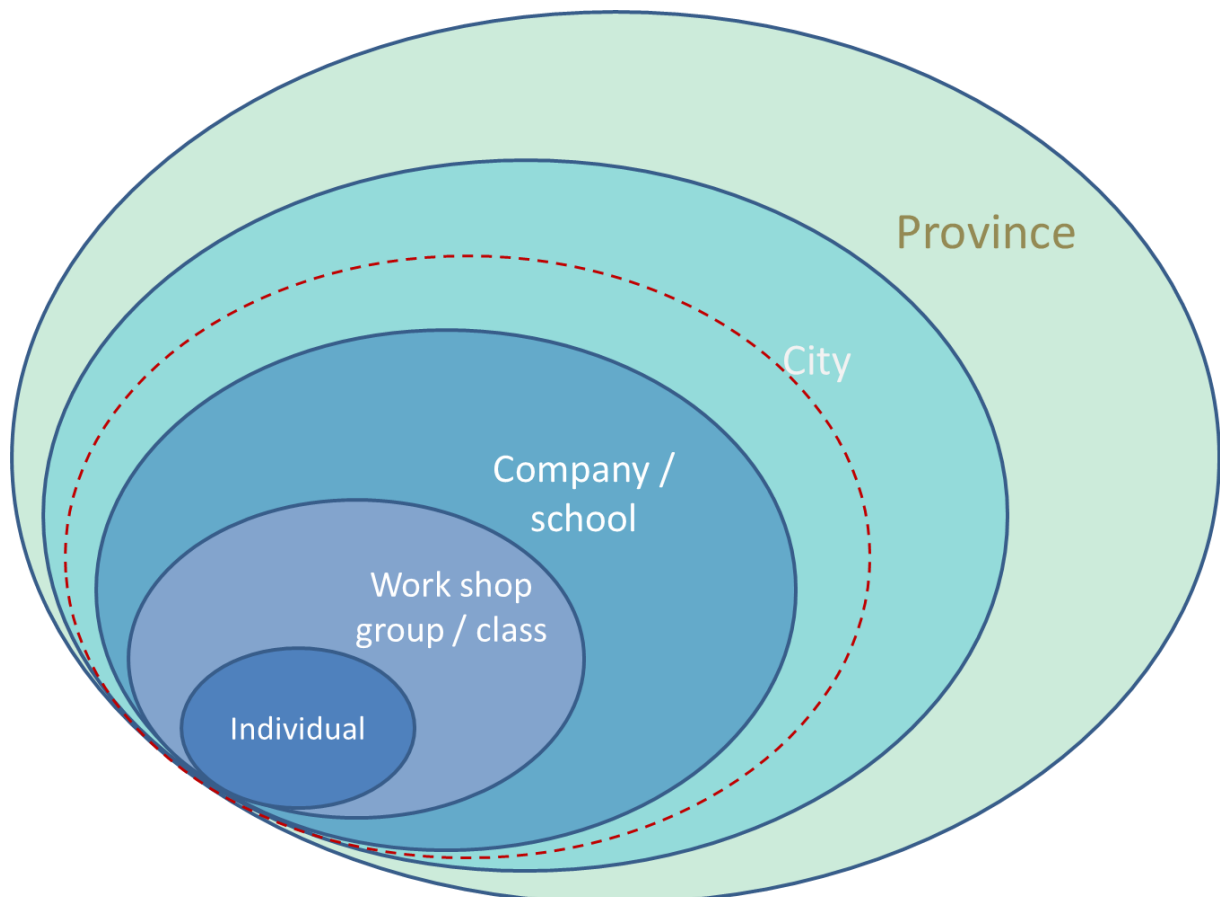 Province
City
Company /
school
Work shop
group / class
Individual